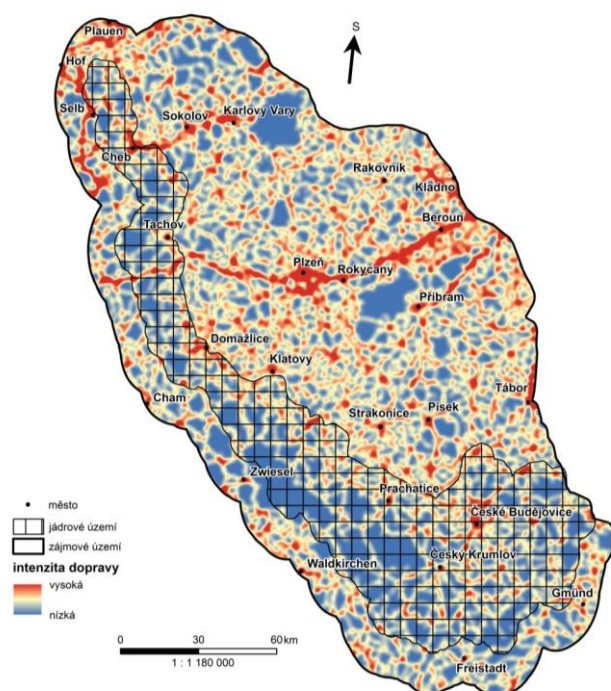 S
Plauen
Hof
Selb
Sokolov
Karlovy Vary
Cheb
Rakovník
Kladno
Beroun
Tachov
Plzeň
Rokycany
Příbram
Domažlice
Klatovy
Cham
Tábor
Strakonice
Písek
Zwiesel
Prachatice
České Budějovice
Český Krumlov
Waldkirchen
Gmünd
Freistadt
město
jádrové území
zájmové území
intenzita dopravy
vysoká
nízká
0 30 60 km
1 : 1 180 000